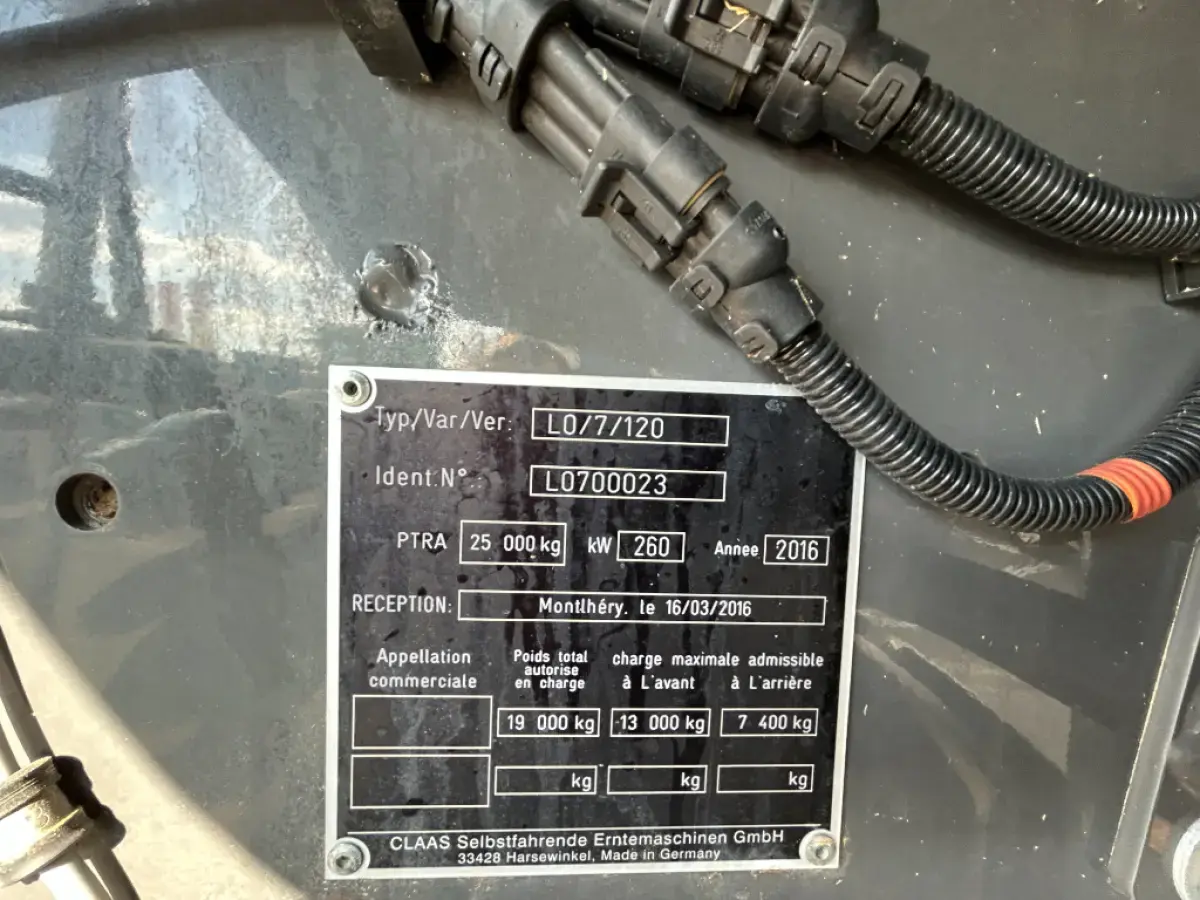 Typ/Var/Ver: L0/7/120
Ident.N°.: L0700023
PTRA 25 000 kg kW 260 Annee 2016
RECEPTION: Montlhéry. le 16/03/2016
Appellation commerciale
Poids total autorise en charge
charge maximale admissible
à L'avant à L'arrière
19 000 kg 13 000 kg 7 400 kg
kg kg kg
CLAAS Selbstfahrende Erntemaschinen GmbH
33428 Harsewinkel, Made in Germany